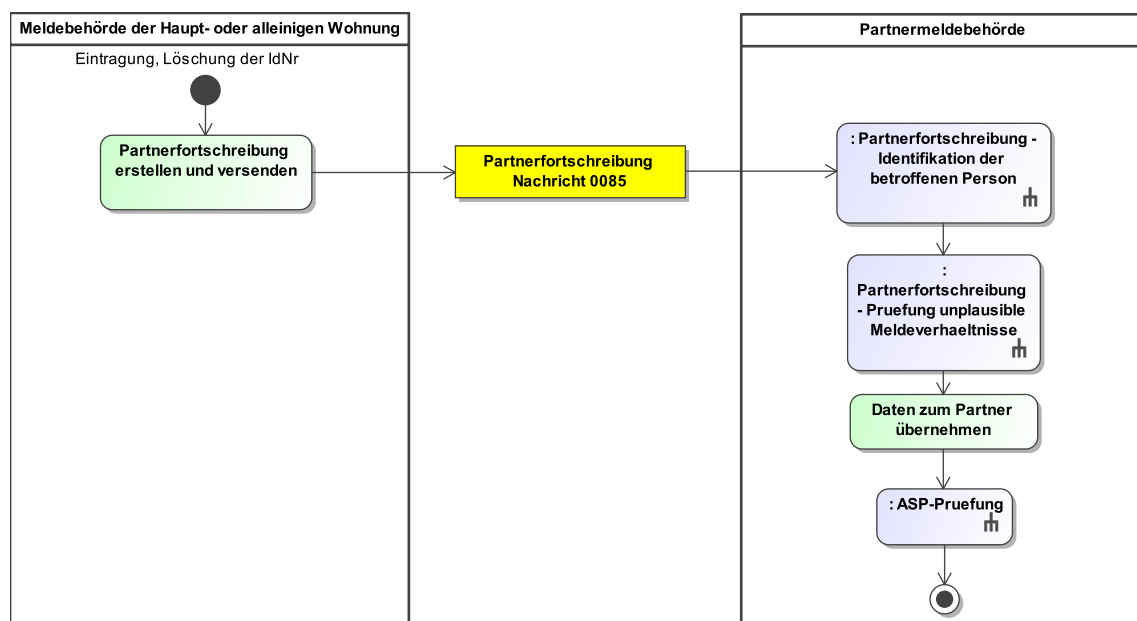 Meldebehörde der Haupt- oder alleinigen Wohnung
Eintragung, Löschung der IdNr
Partnerfortschreibung
erstellen und versenden
Partnerfortschreibung
Nachricht 0085
Partnermeldebehörde
: Partnerfortschreibung -
Identifikation der
betroffenen Person
:
Partnerfortschreibung
- Pruefung unplausible
Meldeverhaeltnisse
Daten zum Partner
übernehmen
: ASP-Pruefung